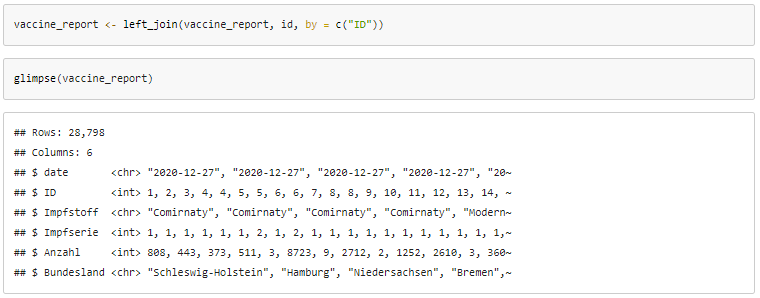 vaccine_report <- left_join(vaccine_report, id, by = c("ID"))
glimpse(vaccine_report)
## Rows: 28,798
## Columns: 6
## $ date       <chr> "2020-12-27", "2020-12-27", "2020-12-27", "2020-12-27", "20~
## $ ID         <int> 1, 2, 3, 4, 4, 5, 5, 6, 6, 7, 8, 8, 9, 10, 11, 12, 13, 14, ~
## $ Impfstoff  <chr> "Comirnaty", "Comirnaty", "Comirnaty", "Comirnaty", "Modern~
## $ Impfserie  <int> 1, 1, 1, 1, 1, 1, 2, 1, 2, 1, 1, 1, 1, 1, 1, 1, 1, 1, 1, 1,~
## $ Anzahl     <int> 808, 443, 373, 511, 3, 8723, 9, 2712, 2, 1252, 2610, 3, 360~
## $ Bundesland <chr> "Schleswig-Holstein", "Hamburg", "Niedersachsen", "Bremen",~